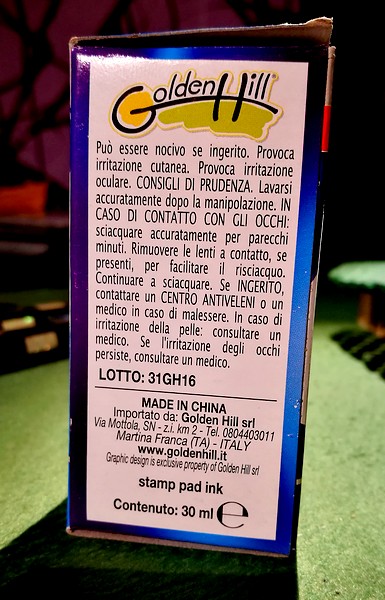 Golden Hill
Può essere nocivo se ingerito. Provoca
irritazione cutanea. Provoca irritazione
oculare. CONSIGLI DI PRUDENZA. Lavarsi
accuratamente dopo la manipolazione. IN
CASO DI CONTATTO CON GLI OCCHI:
sciacquare accuratamente per parecchi
minuti. Rimuovere le lenti a contatto, se
presenti, per facilitare il risciacquo.
Continuare a sciacquare. Se INGERITO,
contattare un CENTRO ANTIVELENI o un
medico in caso di malessere. In caso di
irritazione della pelle: consultare un
medico. Se l'irritazione degli occhi
persiste, consultare un medico.
LOTTO: 31GH16
MADE IN CHINA
Importato da: Golden Hill srl
Via Mottola, SN - z.i. km 2 - Tel. 0804403011
Martina Franca (TA) - ITALY
www.goldenhill.it
Graphic design is exclusive property of Golden Hill srl
stamp pad ink
Contenuto: 30 ml ℮